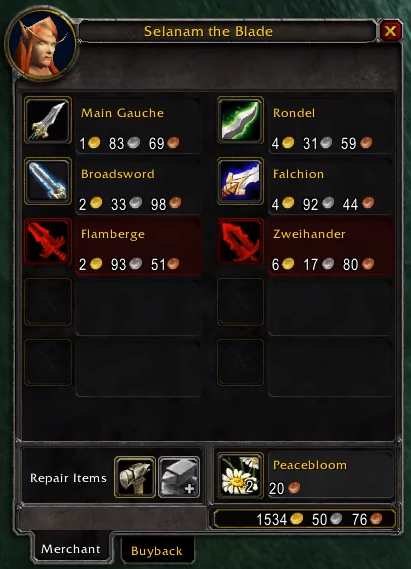 Selanam the Blade
Main Gauche
1 83 69
Rondel
4 31 59
Broadsword
2 33 98
Falchion
4 92 44
Flamberge
2 93 51
Zweihander
6 17 80
Repair Items
2
Peacebloom
20
1534 50 76
Merchant
Buyback